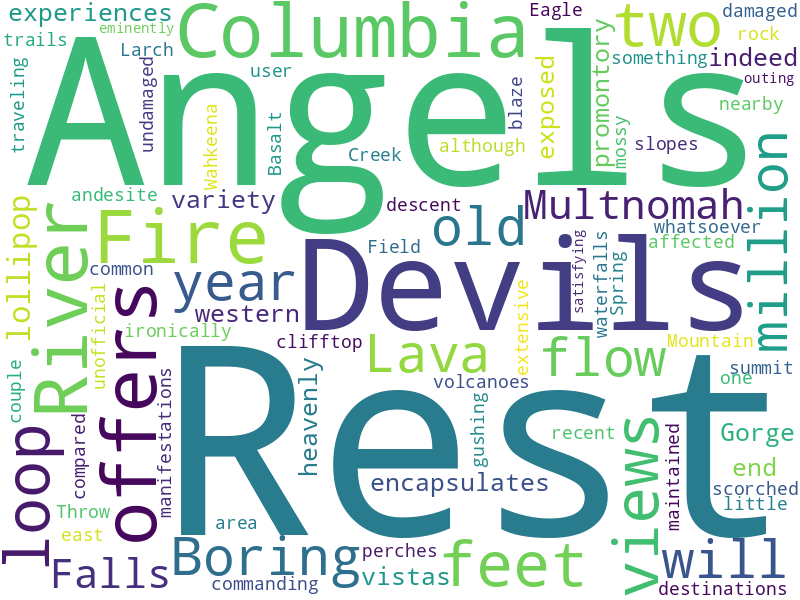 experiences
Columbia
Eagle
two
damaged
trails
eminently
Larch
rock
something
indeed
Angels
user
outing
traveling
undamaged
Wahkeena
Basalt
Creek
although
blaze
exposed
promontory
mossy
slopes
nearby
million
andesite
variety
descent
Multnomah
lollipop
River
Fire
old
Field
whatsoever
affected
common
year
Devils
satisfying
waterfalls
Spring
unofficial
offers
western
ironically
clifftop
Lava
extensive
flow
Mountain
summit
couple
heavenly
volcanoes
one
Rest
loop
compared
manifestations
gushing
recent
views
maintained
Gorge
encapsulates
end
scorched
little
Throw
area
east
Boring
perches
Falls
commanding
vistas
feet
will
destinations